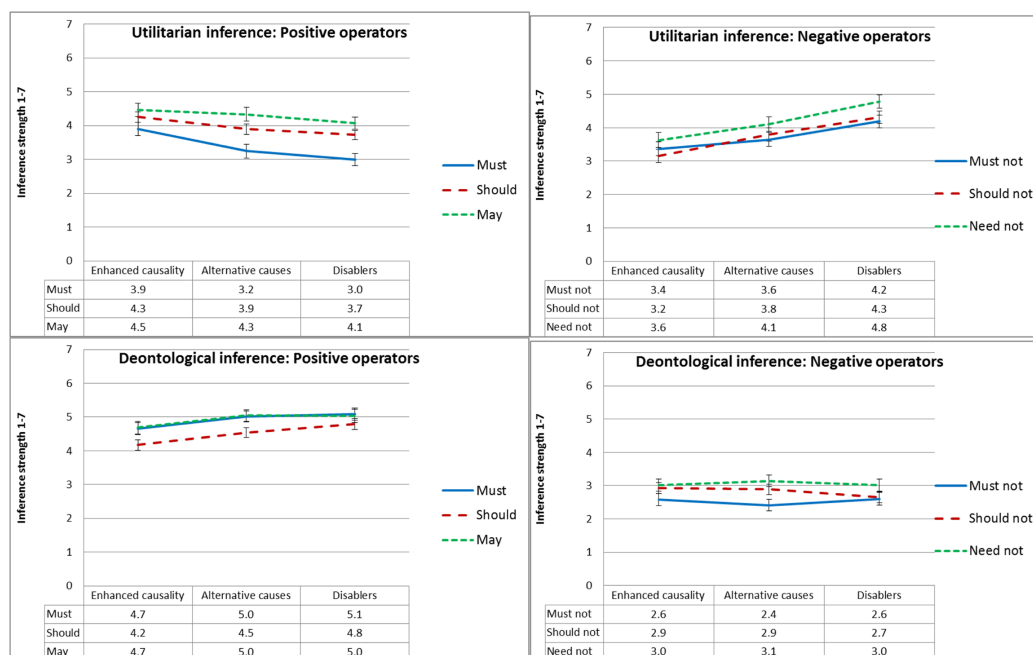 Utilitarian inference: Positive operators
Inference strength 1-7
7
6
5
4
3
2
1
0
Must
Should
May
Enhanced causality Alternative causes Disablers
Must 3.9 3.2 3.0
Should 4.3 3.9 3.7
May 4.5 4.3 4.1
Utilitarian inference: Negative operators
Inference strength 1-7
7
6
5
4
3
2
1
0
Must not
Should not
Need not
Enhanced causality Alternative causes Disablers
Must not 3.4 3.6 4.2
Should not 3.2 3.8 4.3
Need not 3.6 4.1 4.8
Deontological inference: Positive operators
Inference strength 1-7
7
6
5
4
3
2
1
0
Must
Should
May
Enhanced causality Alternative causes Disablers
Must 4.7 5.0 5.1
Should 4.2 4.5 4.8
May 4.7 5.0 5.0
Deontological inference: Negative operators
Inference strength 1-7
7
6
5
4
3
2
1
0
Must not
Should not
Need not
Enhanced causality Alternative causes Disablers
Must not 2.6 2.4 2.6
Should not 2.9 2.9 2.7
Need not 3.0 3.1 3.0